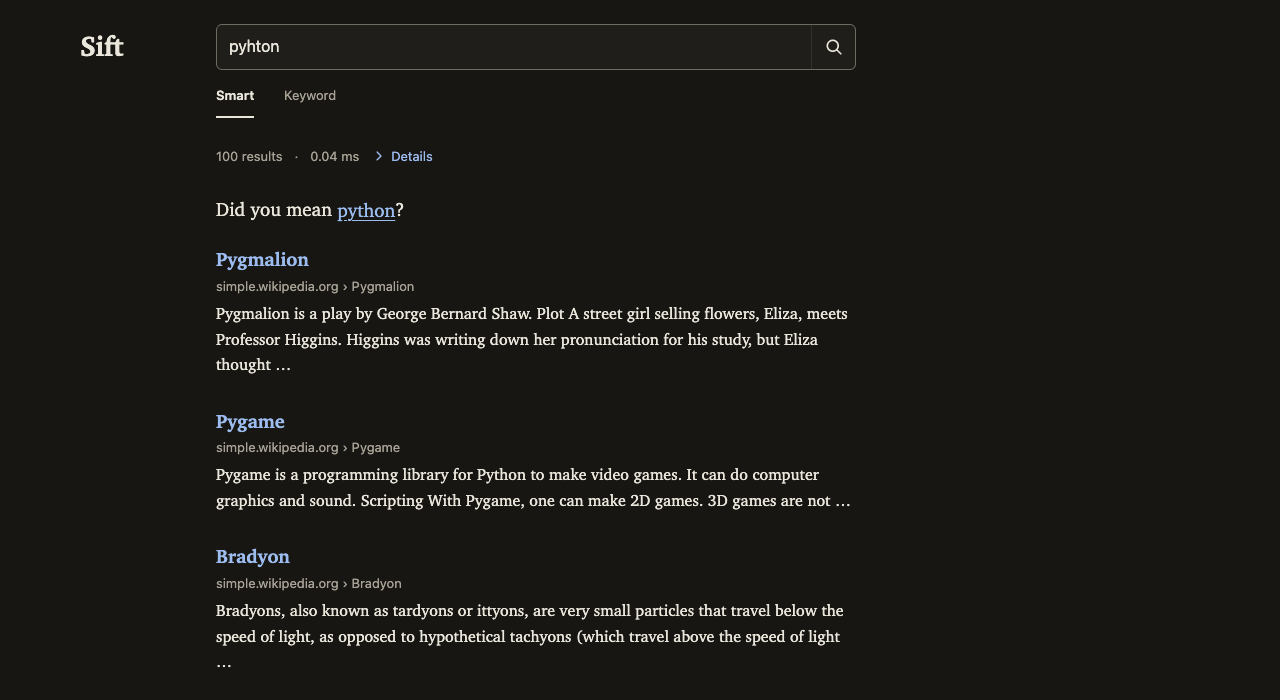 Sift
pyhton
Smart Keyword
100 results · 0.04 ms Details
Did you mean python?
Pygmalion
simple.wikipedia.org › Pygmalion
Pygmalion is a play by George Bernard Shaw. Plot A street girl selling flowers, Eliza, meets
Professor Higgins. Higgins was writing down her pronunciation for his study, but Eliza
thought …
Pygame
simple.wikipedia.org › Pygame
Pygame is a programming library for Python to make video games. It can do computer
graphics and sound. Scripting With Pygame, one can make 2D games. 3D games are not …
Bradyon
simple.wikipedia.org › Bradyon
Bradyons, also known as tardyons or ittyons, are very small particles that travel below the
speed of light, as opposed to hypothetical tachyons (which travel above the speed of light
…